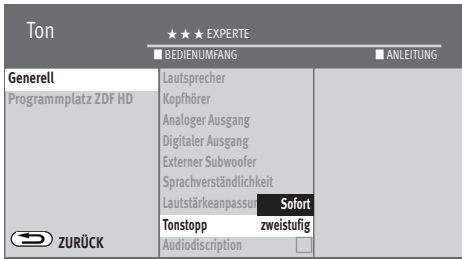 Ton
★★★ EXPERTE
BEDIENUMFANG
ANLEITUNG
Generell
Programmplatz ZDF HD
Lautsprecher
Kopfhörer
Analoger Ausgang
Digitaler Ausgang
Externer Subwoofer
Sprachverständlichkeit
Lautstärkeanpassun Sofort
Tonstopp zweistufig
Audiodiscription
ZURÜCK